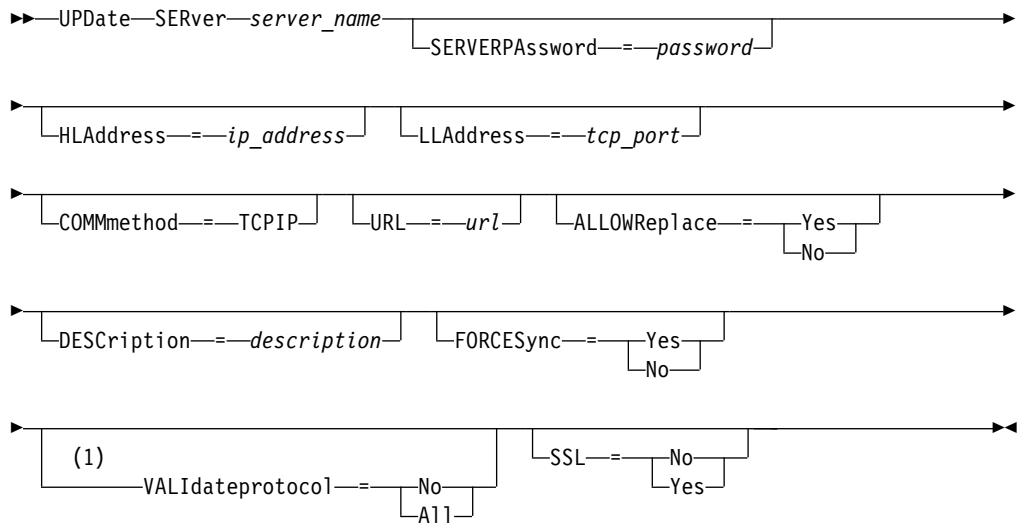 UPDate SERver server_name
SERVERPAssword = password
HLAddress = ip_address LLAddress = tcp_port
COMMmethod = TCPIP URL = url ALLOWReplace = Yes
No
DESCription = description FORCESync = Yes
No
(1)
VALIdateprotocol = No
All
SSL = No
Yes